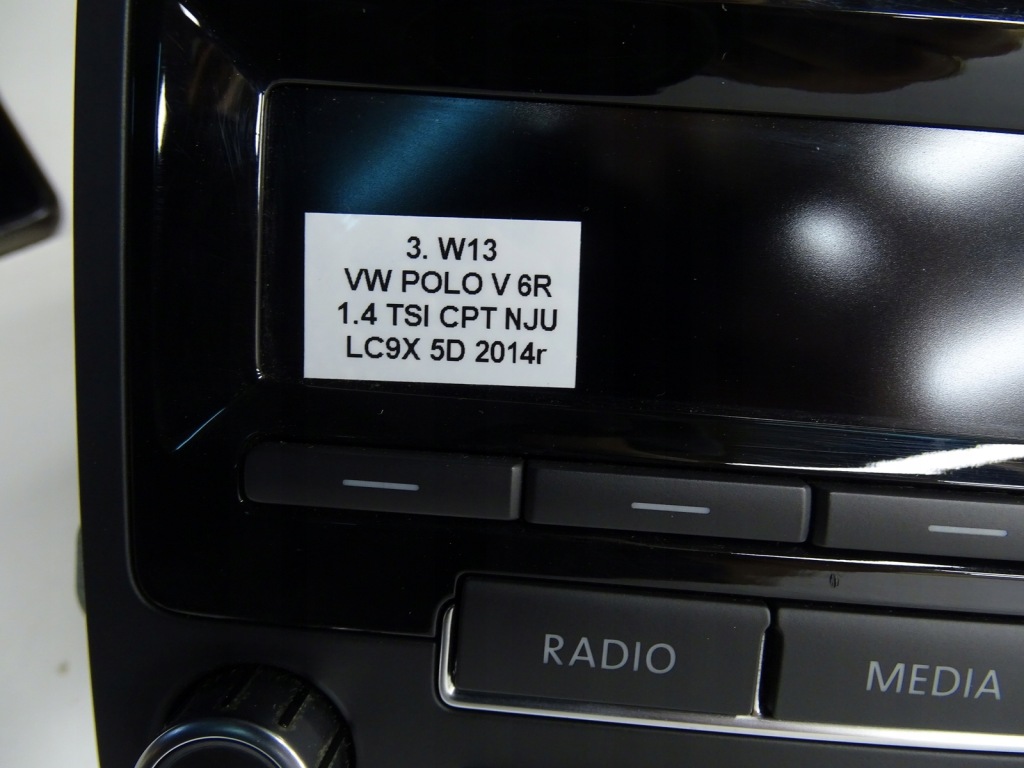 3. W13
VW POLO V 6R
1.4 TSI CPT NJU
LC9X 5D 2014r
RADIO
MEDIA